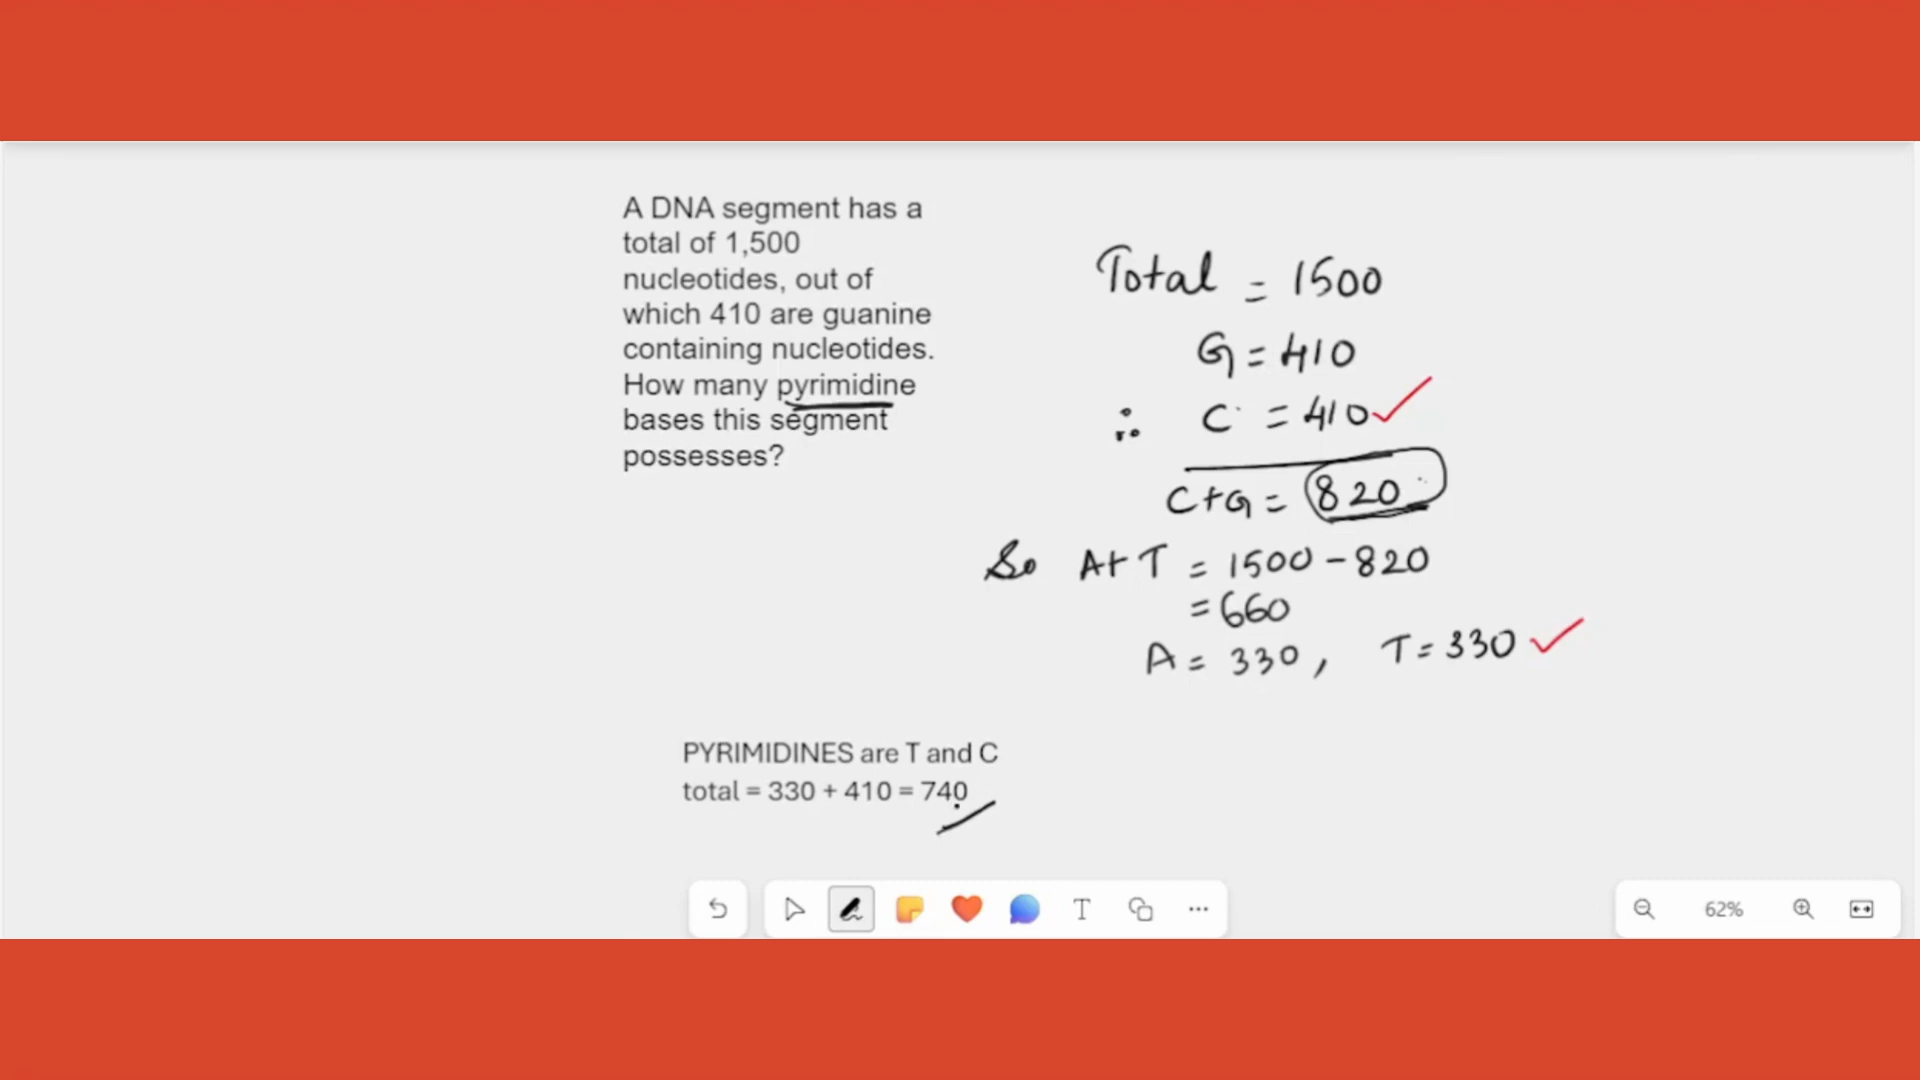 A DNA segment has a
total of 1,500
nucleotides, out of
which 410 are guanine
containing nucleotides.
How many pyrimidine
bases this segment
possesses?
Total = 1500
G = 410
∴ C = 410
C+G = 820
So A+T = 1500 - 820
= 660
A = 330, T = 330
PYRIMIDINES are T and C
total = 330 + 410 = 740
T
62%